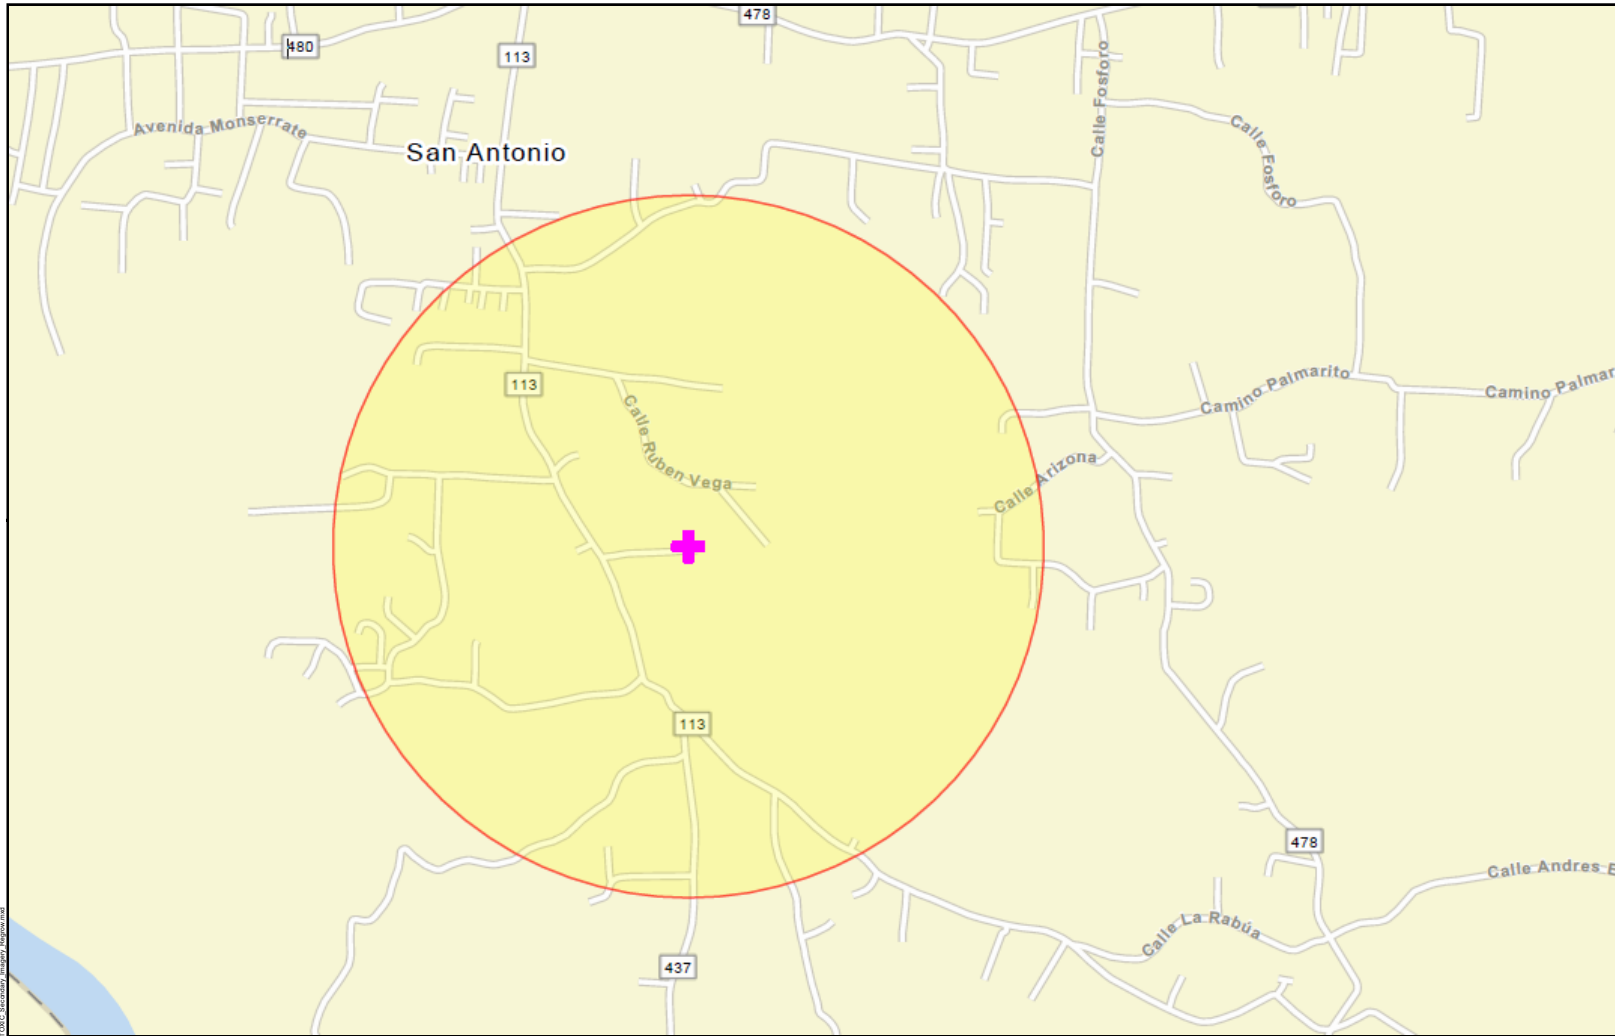 478
480
113
Calle Fosforo
Avenida Monserrate
Calle Fosforo
San Antonio
113
Camino Palmarito
Camino Palmar
Calle Ruben Vega
Calle Arizona
113
478
Calle Andres E
Calle La Rabúa
437